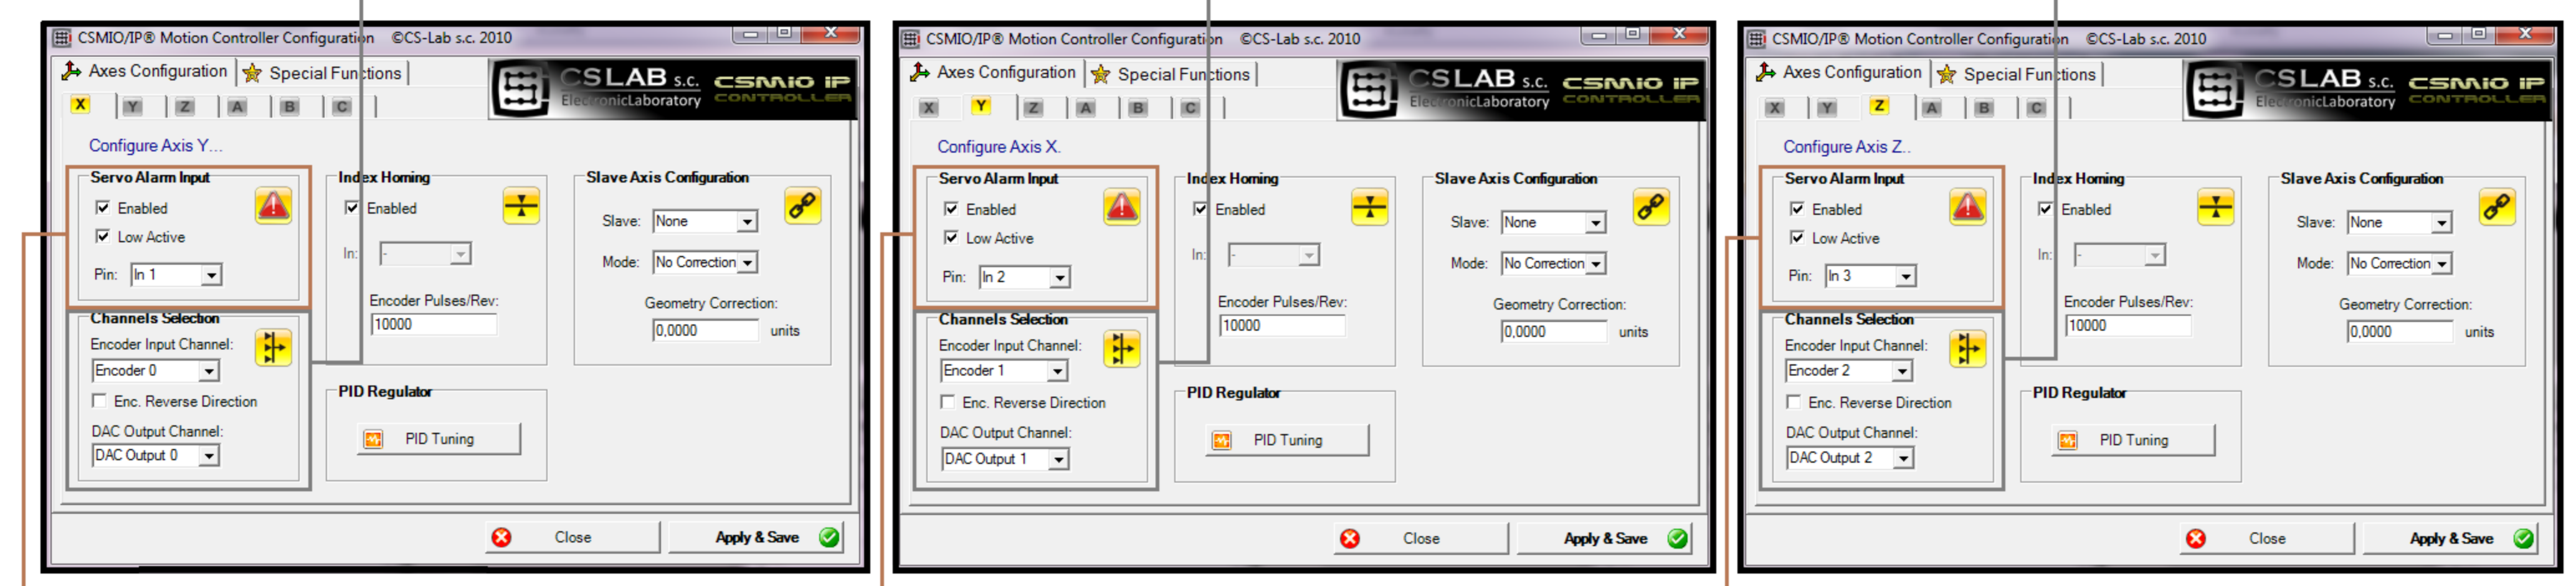 CSMIO/IP® Motion Controller Configuration ©CS-Lab s.c. 2010
Axes Configuration Special Functions
CSLAB s.c. CSMIO IP
ElectronicLaboratory CONTROLLER
X Y Z A B C
Configure Axis Y...
Servo Alarm Input
Enabled
Low Active
Pin: In 1
Channels Selection
Encoder Input Channel:
Encoder 0
Enc. Reverse Direction
DAC Output Channel:
DAC Output 0
Index Homing
Enabled
In: -
Encoder Pulses/Rev:
10000
PID Regulator
PID Tuning
Slave Axis Configuration
Slave: None
Mode: No Correction
Geometry Correction:
0,0000 units
Close Apply & Save
CSMIO/IP® Motion Controller Configuration ©CS-Lab s.c. 2010
Axes Configuration Special Functions
CSLAB s.c. CSMIO IP
ElectronicLaboratory CONTROLLER
X Y Z A B C
Configure Axis X.
Servo Alarm Input
Enabled
Low Active
Pin: In 2
Channels Selection
Encoder Input Channel:
Encoder 1
Enc. Reverse Direction
DAC Output Channel:
DAC Output 1
Index Homing
Enabled
In: -
Encoder Pulses/Rev:
10000
PID Regulator
PID Tuning
Slave Axis Configuration
Slave: None
Mode: No Correction
Geometry Correction:
0,0000 units
Close Apply & Save
CSMIO/IP® Motion Controller Configuration ©CS-Lab s.c. 2010
Axes Configuration Special Functions
CSLAB s.c. CSMIO IP
ElectronicLaboratory CONTROLLER
X Y Z A B C
Configure Axis Z..
Servo Alarm Input
Enabled
Low Active
Pin: In 3
Channels Selection
Encoder Input Channel:
Encoder 2
Enc. Reverse Direction
DAC Output Channel:
DAC Output 2
Index Homing
Enabled
In: -
Encoder Pulses/Rev:
10000
PID Regulator
PID Tuning
Slave Axis Configuration
Slave: None
Mode: No Correction
Geometry Correction:
0,0000 units
Close Apply & Save